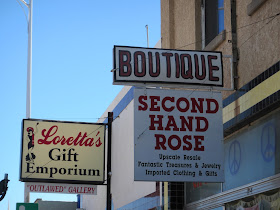 BOUTIQUE
SECOND
HAND
ROSE
Upscale Resale
Fantastic Treasures & Jewelry
Imported Clothing & Gifts
Loretta's
Gift
Emporium
"OUTLAWED" GALLERY